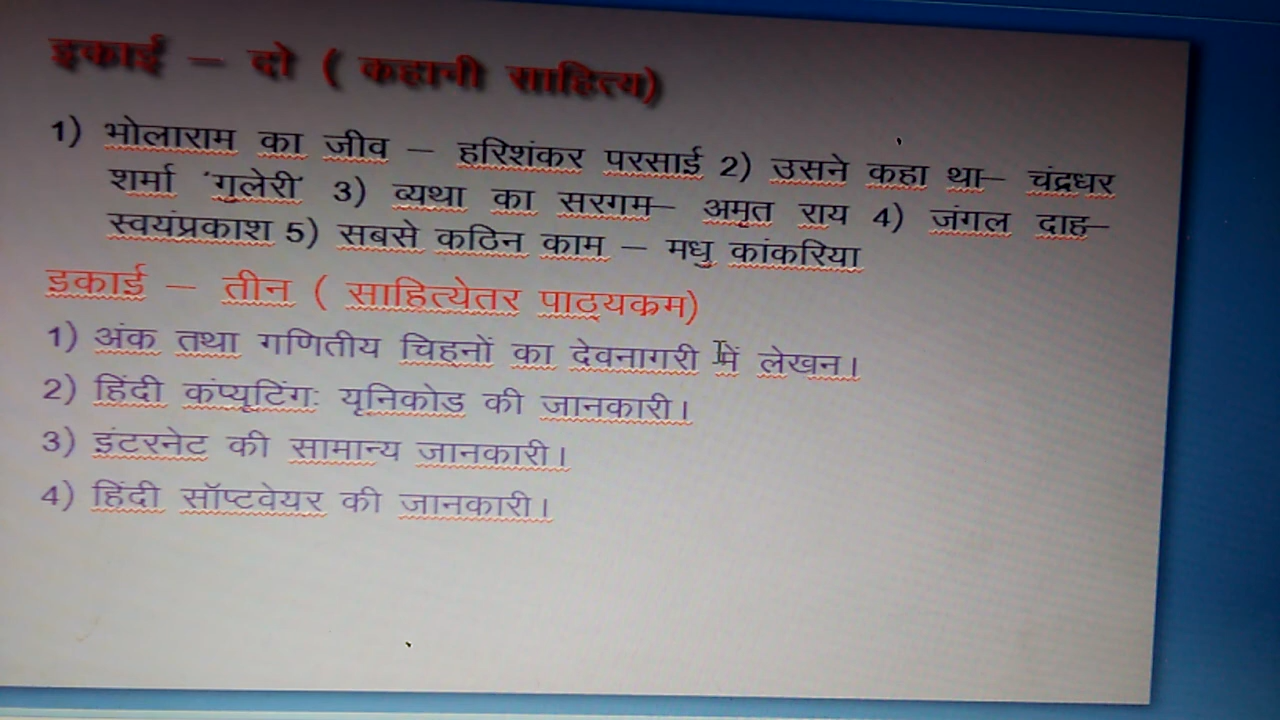 इकाई – दो ( कहानी साहित्य)
1) भोलाराम का जीव – हरिशंकर परसाई 2) उसने कहा था– चंद्रधर
शर्मा 'गुलेरी' 3) व्यथा का सरगम– अमृत राय 4) जंगल दाह–
स्वयंप्रकाश 5) सबसे कठिन काम – मधु कांकरिया
इकाई – तीन ( साहित्येतर पाठ्यकम)
1) अंक तथा गणितीय चिहनों का देवनागरी में लेखन।
2) हिंदी कंप्यूटिंगः यूनिकोड की जानकारी।
3) इंटरनेट की सामान्य जानकारी।
4) हिंदी सॉप्टवेयर की जानकारी।